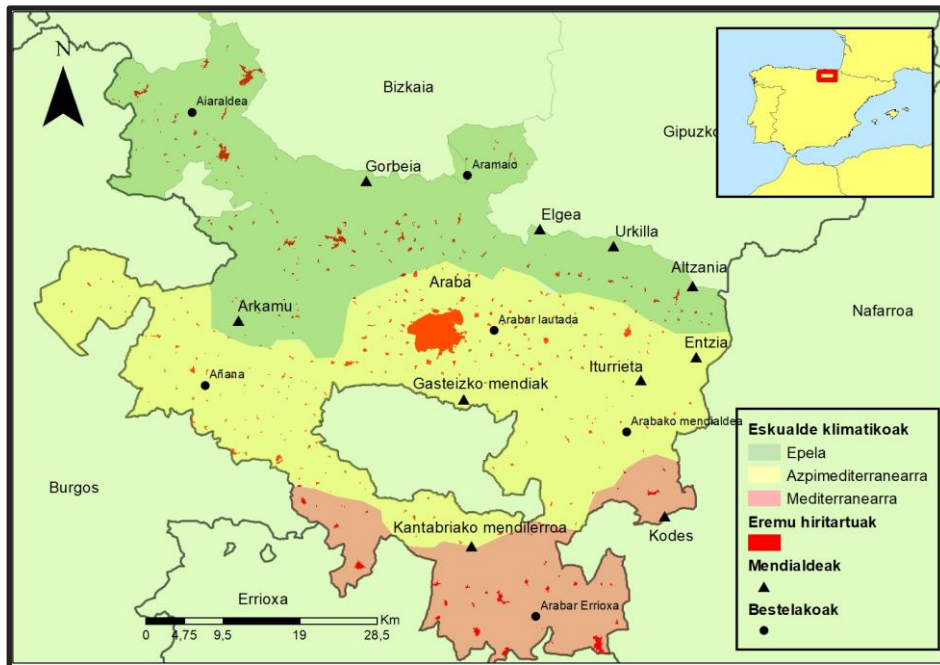 N
Bizkaia
Aiaraldea
Gipuzko
Gorbeia
Aramaio
Elgea
Urkilla
Altzania
Araba
Arkamu
Arabar lautada
Nafarroa
Entzia
Iturrieta
Añana
Gasteizko mendiak
Arabako mendialdea
Burgos
Kantabriako mendilerroa
Kodes
Errioxa
Arabar Errioxa
Km
0 4,75 9,5 19 28,5
Eskualde klimatikoak
Epela
Azpimediterranearra
Mediterranearra
Eremu hiritartuak
Mendialdeak
Bestelakoak